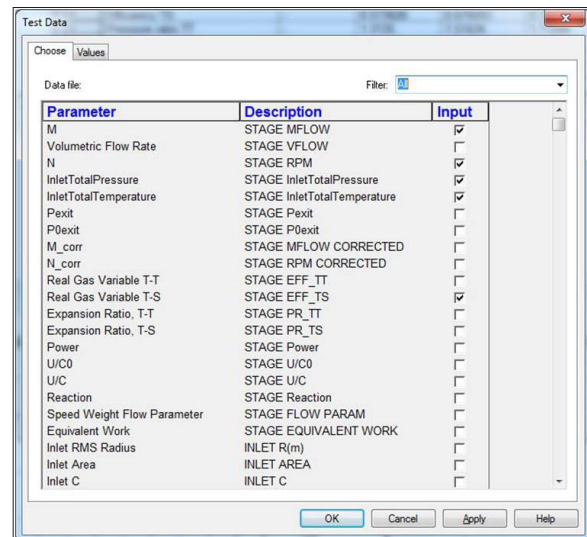 Test Data
Choose Values
Data file: Filter: All
Parameter Description Input
M STAGE MFLOW
Volumetric Flow Rate STAGE VFLOW
N STAGE RPM
InletTotalPressure STAGE InletTotalPressure
InletTotalTemperature STAGE InletTotalTemperature
Pexit STAGE Pexit
P0exit STAGE P0exit
M_corr STAGE MFLOW CORRECTED
N_corr STAGE RPM CORRECTED
Real Gas Variable T-T STAGE EFF_TT
Real Gas Variable T-S STAGE EFF_TS
Expansion Ratio, T-T STAGE PR_TT
Expansion Ratio, T-S STAGE PR_TS
Power STAGE Power
U/C0 STAGE U/C0
U/C STAGE U/C
Reaction STAGE Reaction
Speed Weight Flow Parameter STAGE FLOW PARAM
Equivalent Work STAGE EQUIVALENT WORK
Inlet RMS Radius INLET R(m)
Inlet Area INLET AREA
Inlet C INLET C
OK Cancel Apply Help